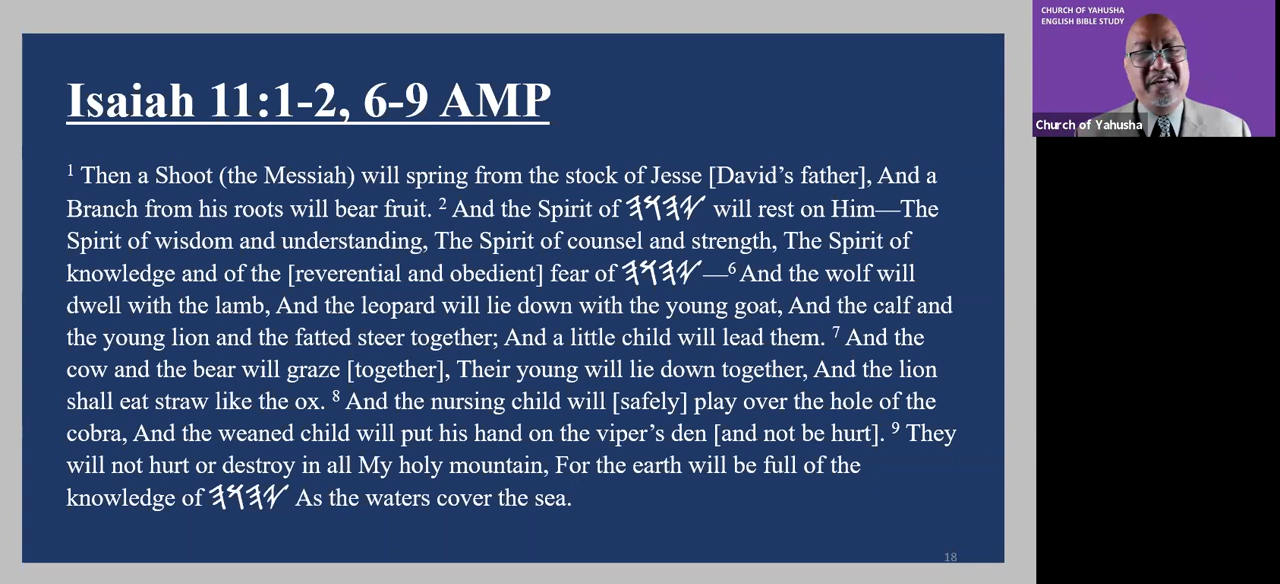 CHURCH OF YAHUSHA
ENGLISH BIBLE STUDY
Church of Yahusha
Isaiah 11:1-2, 6-9 AMP
1 Then a Shoot (the Messiah) will spring from the stock of Jesse [David’s father], And a
Branch from his roots will bear fruit. 2 And the Spirit of 𐤉𐤄𐤅𐤄 will rest on Him—The
Spirit of wisdom and understanding, The Spirit of counsel and strength, The Spirit of
knowledge and of the [reverential and obedient] fear of 𐤉𐤄𐤅𐤄—6 And the wolf will
dwell with the lamb, And the leopard will lie down with the young goat, And the calf and
the young lion and the fatted steer together; And a little child will lead them. 7 And the
cow and the bear will graze [together], Their young will lie down together, And the lion
shall eat straw like the ox. 8 And the nursing child will [safely] play over the hole of the
cobra, And the weaned child will put his hand on the viper’s den [and not be hurt]. 9 They
will not hurt or destroy in all My holy mountain, For the earth will be full of the
knowledge of 𐤉𐤄𐤅𐤄 As the waters cover the sea.
18